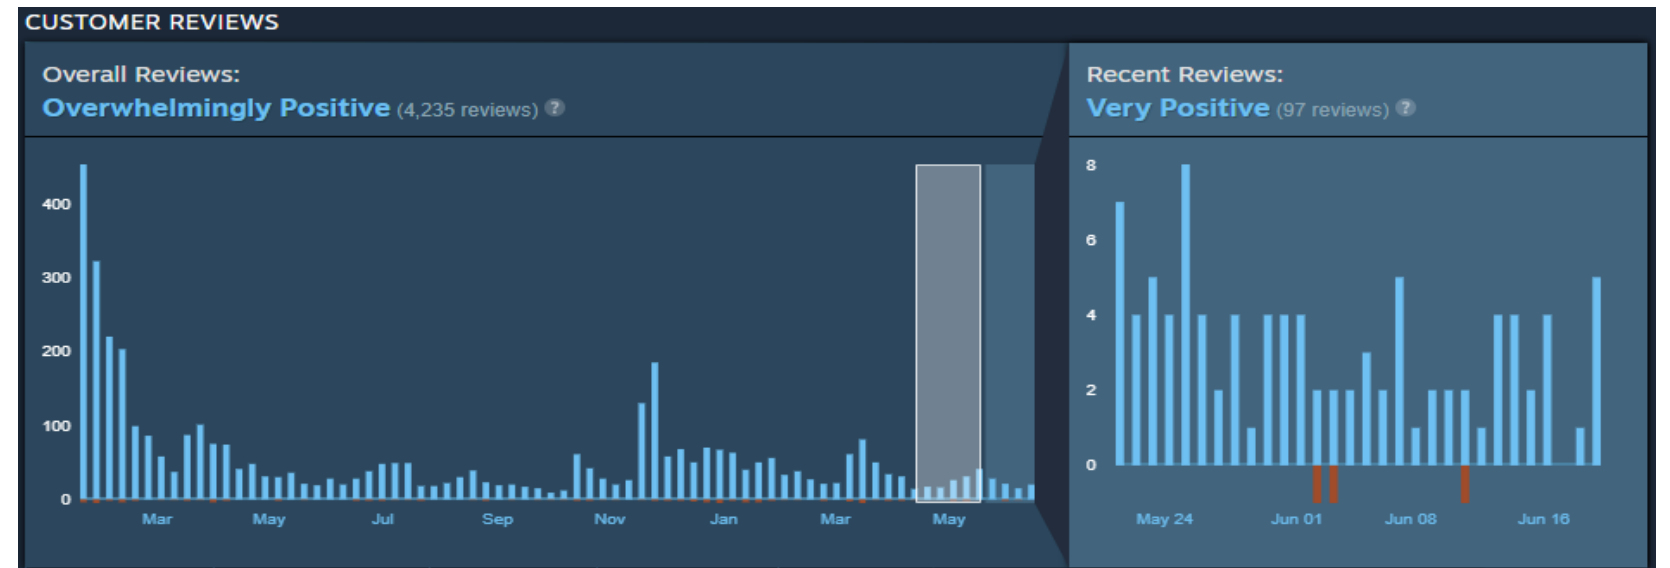 CUSTOMER REVIEWS
Overall Reviews:
Overwhelmingly Positive (4,235 reviews) ?
400
300
200
100
0
Mar May Jul Sep Nov Jan Mar May
Recent Reviews:
Very Positive (97 reviews) ?
8
6
4
2
0
May 24 Jun 01 Jun 08 Jun 16